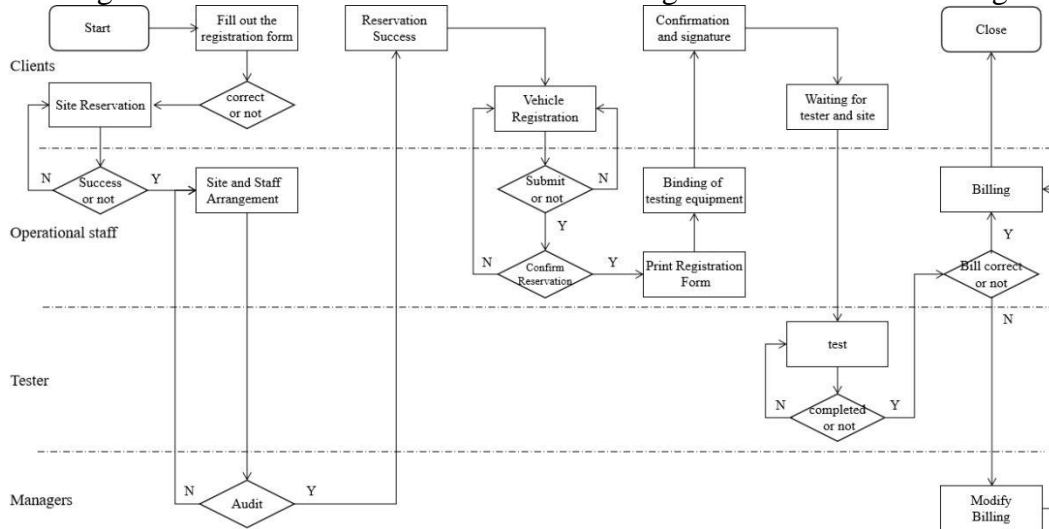 Start
Fill out the
registration form
Reservation
Success
Confirmation
and signature
Close
Clients
Site Reservation
correct
or not
Vehicle
Registration
Waiting for
tester and site
N
Success
or not
Y
Site and Staff
Arrangement
Submit
or not
N
Binding of
testing equipment
Billing
Operational staff
Y
Y
N
Confirm
Reservation
Y
Print Registration
Form
Bill correct
or not
N
test
Tester
N
completed
or not
Y
Managers
N
Audit
Y
Modify
Billing